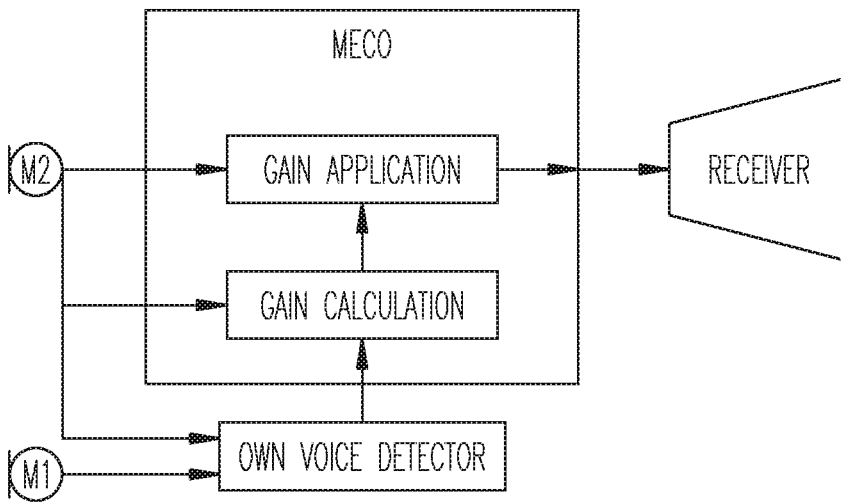 MECO
M2
GAIN APPLICATION
RECEIVER
GAIN CALCULATION
OWN VOICE DETECTOR
M1